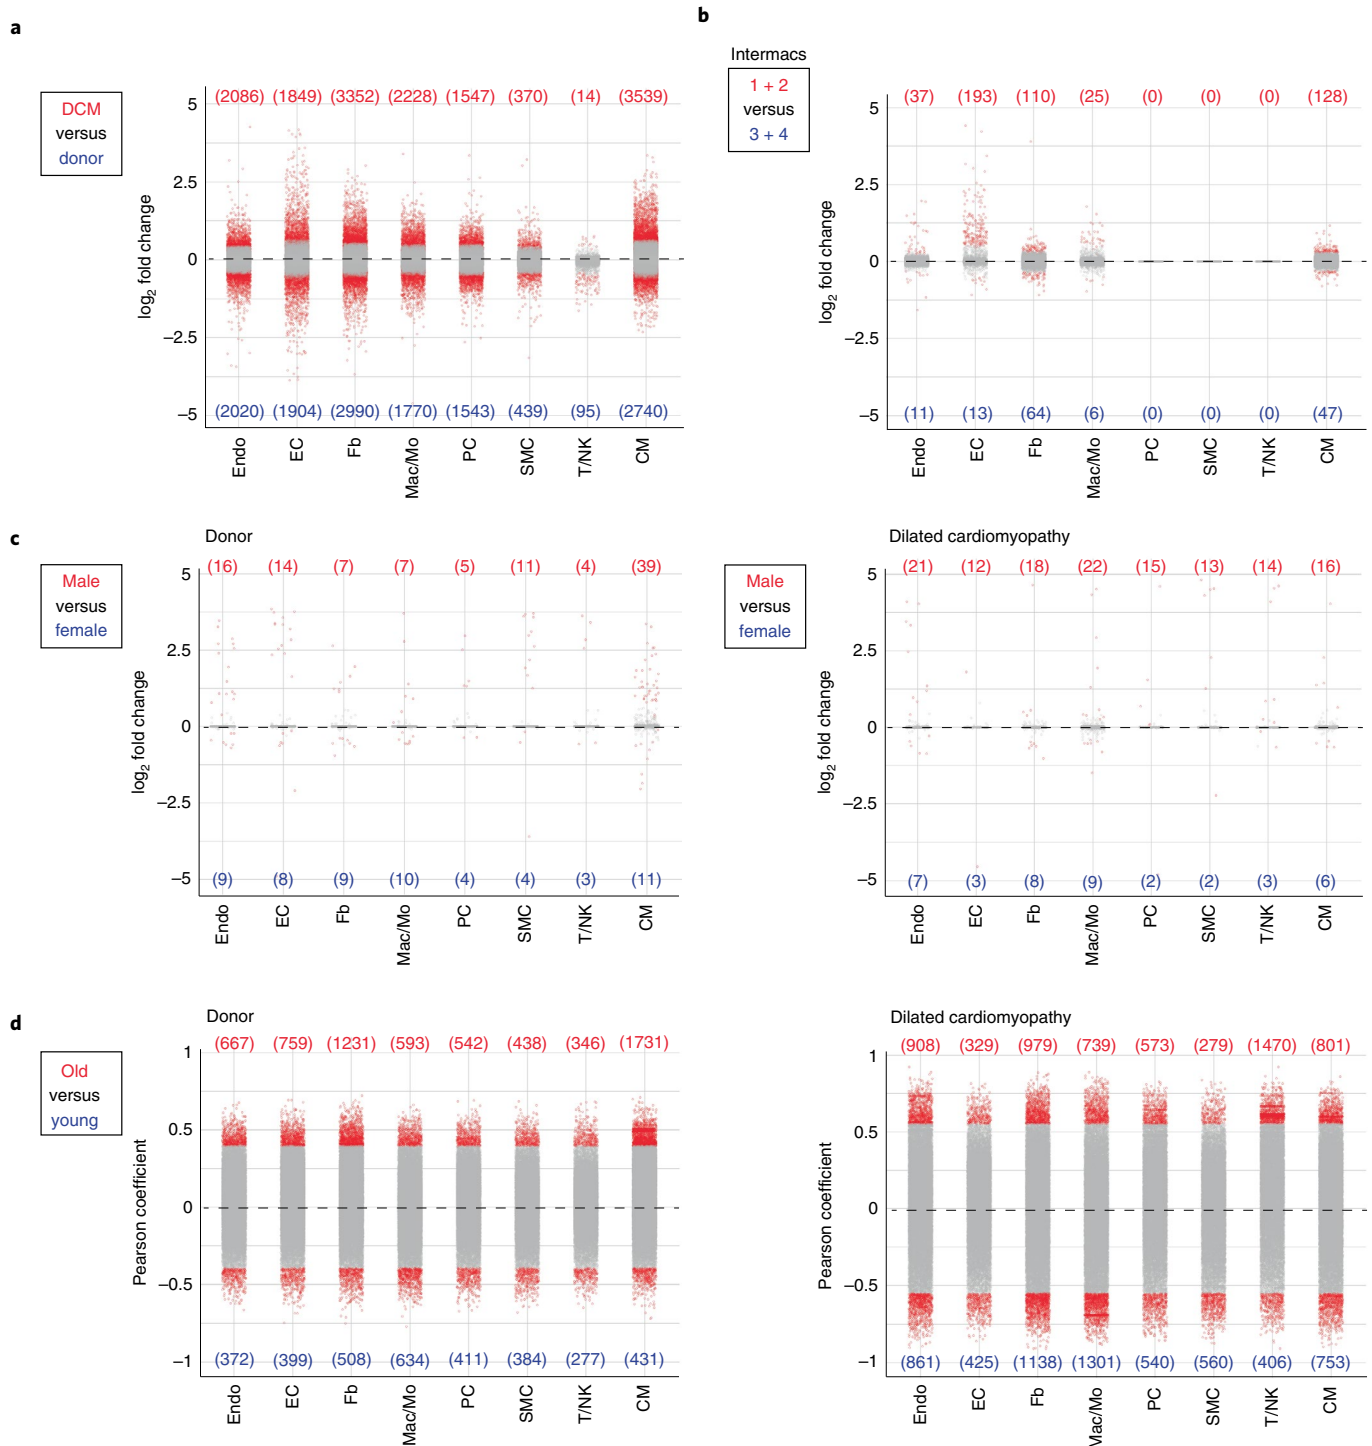 a
DCM
versus
donor
(2086) (1849) (3352) (2228) (1547) (370) (14) (3539)
5
2.5
0
−2.5
−5
log2 fold change
(2020) (1904) (2990) (1770) (1543) (439) (95) (2740)
Endo EC Fb Mac/Mo PC SMC T/NK CM
b
Intermacs
1 + 2
versus
3 + 4
(37) (193) (110) (25) (0) (0) (0) (128)
5
2.5
0
−2.5
−5
log2 fold change
(11) (13) (64) (6) (0) (0) (0) (47)
Endo EC Fb Mac/Mo PC SMC T/NK CM
c
Donor
Male
versus
female
(16) (14) (7) (7) (5) (11) (4) (39)
5
2.5
0
−2.5
−5
log2 fold change
(9) (8) (9) (10) (4) (4) (3) (11)
Endo EC Fb Mac/Mo PC SMC T/NK CM
Dilated cardiomyopathy
Male
versus
female
(21) (12) (18) (22) (15) (13) (14) (16)
5
2.5
0
−2.5
−5
log2 fold change
(7) (3) (8) (9) (2) (2) (3) (6)
Endo EC Fb Mac/Mo PC SMC T/NK CM
d
Donor
Old
versus
young
(667) (759) (1231) (593) (542) (438) (346) (1731)
1
0.5
0
−0.5
−1
Pearson coefficient
(372) (399) (508) (634) (411) (384) (277) (431)
Endo EC Fb Mac/Mo PC SMC T/NK CM
Dilated cardiomyopathy
(908) (329) (979) (739) (573) (279) (1470) (801)
1
0.5
0
−0.5
−1
Pearson coefficient
(861) (425) (1138) (1301) (540) (560) (406) (753)
Endo EC Fb Mac/Mo PC SMC T/NK CM